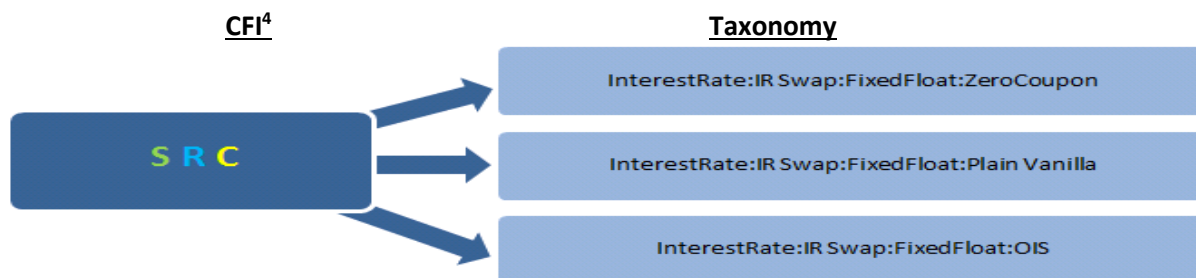 CFI⁴ Taxonomy
InterestRate:IR Swap:FixedFloat:ZeroCoupon
S R C
InterestRate:IR Swap:FixedFloat:Plain Vanilla
InterestRate:IR Swap:FixedFloat:OIS